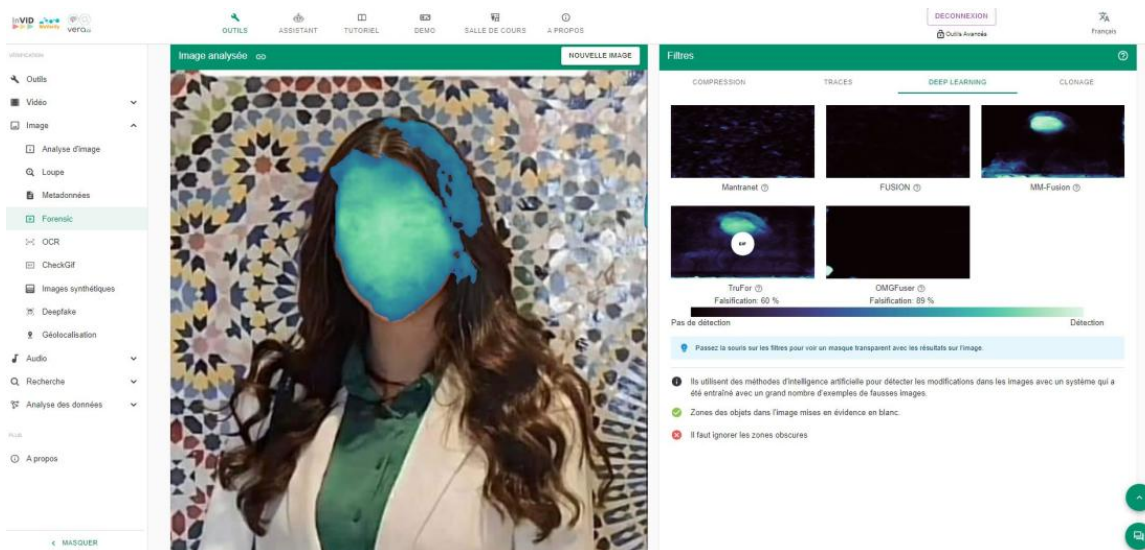 InVID
vera.ai
OUTILS
ASSISTANT
TUTORIEL
DEMO
SALLE DE COURS
A PROPOS
DECONNEXION
Outils Avancés
Français
VÉRIFICATION
Outils
Vidéo
Image
Analyse d'image
Loupe
Metadonnées
Forensic
OCR
CheckGif
Images synthétiques
Deepfake
Géolocalisation
Audio
Recherche
Analyse des données
PLUS
A propos
MASQUER
Image analysée
NOUVELLE IMAGE
Filtres
COMPRESSION
TRACES
DEEP LEARNING
CLONAGE
Mantranet
FUSION
MM-Fusion
TruFor
Falsification: 60 %
OMGFuser
Falsification: 89 %
Pas de détection
Détection
Passez la souris sur les filtres pour voir un masque transparent avec les résultats sur l'image.
Ils utilisent des méthodes d'intelligence artificielle pour détecter les modifications dans les images avec un système qui a
été entraîné avec un grand nombre d'exemples de fausses images.
Zones des objets dans l'image mises en évidence en blanc.
Il faut ignorer les zones obscures